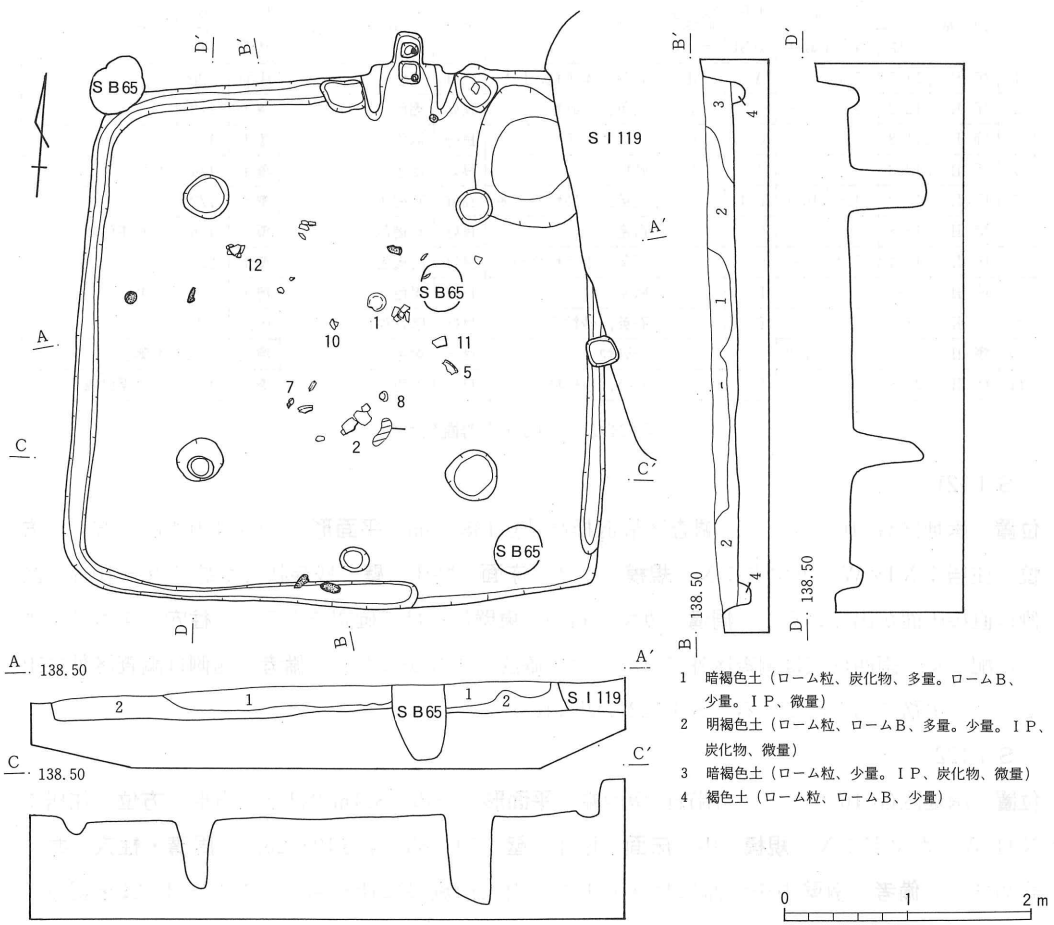 D' B'
SB65
SI119
A'
12
SB65
1
10
11
5
A
7
8
2
C
C'
SB65
D
B
B'
3
4
2
1
2
4
B 138.50
D'
D 138.50
A 138.50
A'
2
1
SB65
1
2
SI119
C 138.50
C'
1 暗褐色土(ローム粒、炭化物、多量。ロームB、
少量。IP、微量)
2 明褐色土(ローム粒、ロームB、多量。少量。IP、
炭化物、微量)
3 暗褐色土(ローム粒、少量。IP、炭化物、微量)
4 褐色土(ローム粒、ロームB、少量)
0 1 2m